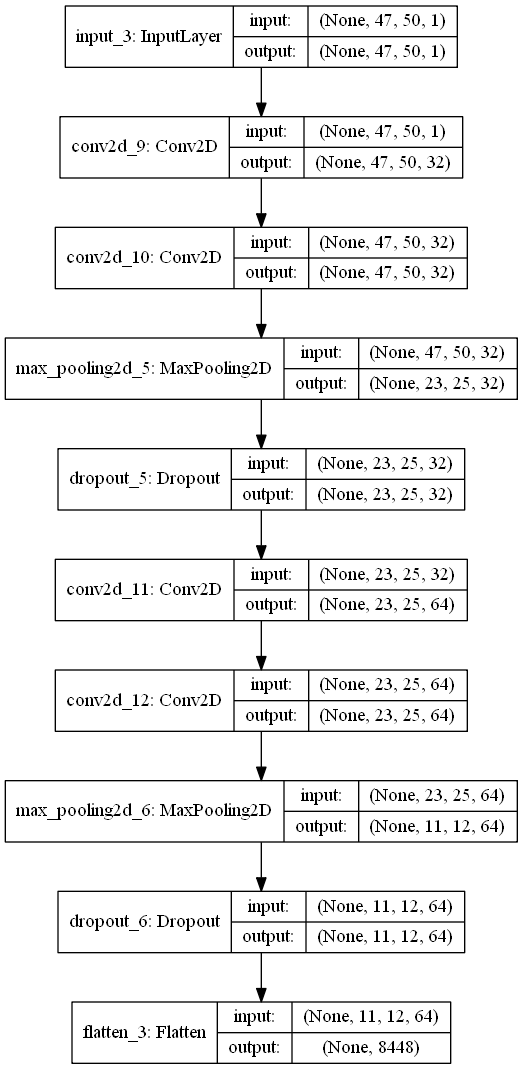 input_3: InputLayer
input: (None, 47, 50, 1)
output: (None, 47, 50, 1)
conv2d_9: Conv2D
input: (None, 47, 50, 1)
output: (None, 47, 50, 32)
conv2d_10: Conv2D
input: (None, 47, 50, 32)
output: (None, 47, 50, 32)
max_pooling2d_5: MaxPooling2D
input: (None, 47, 50, 32)
output: (None, 23, 25, 32)
dropout_5: Dropout
input: (None, 23, 25, 32)
output: (None, 23, 25, 32)
conv2d_11: Conv2D
input: (None, 23, 25, 32)
output: (None, 23, 25, 64)
conv2d_12: Conv2D
input: (None, 23, 25, 64)
output: (None, 23, 25, 64)
max_pooling2d_6: MaxPooling2D
input: (None, 23, 25, 64)
output: (None, 11, 12, 64)
dropout_6: Dropout
input: (None, 11, 12, 64)
output: (None, 11, 12, 64)
flatten_3: Flatten
input: (None, 11, 12, 64)
output: (None, 8448)